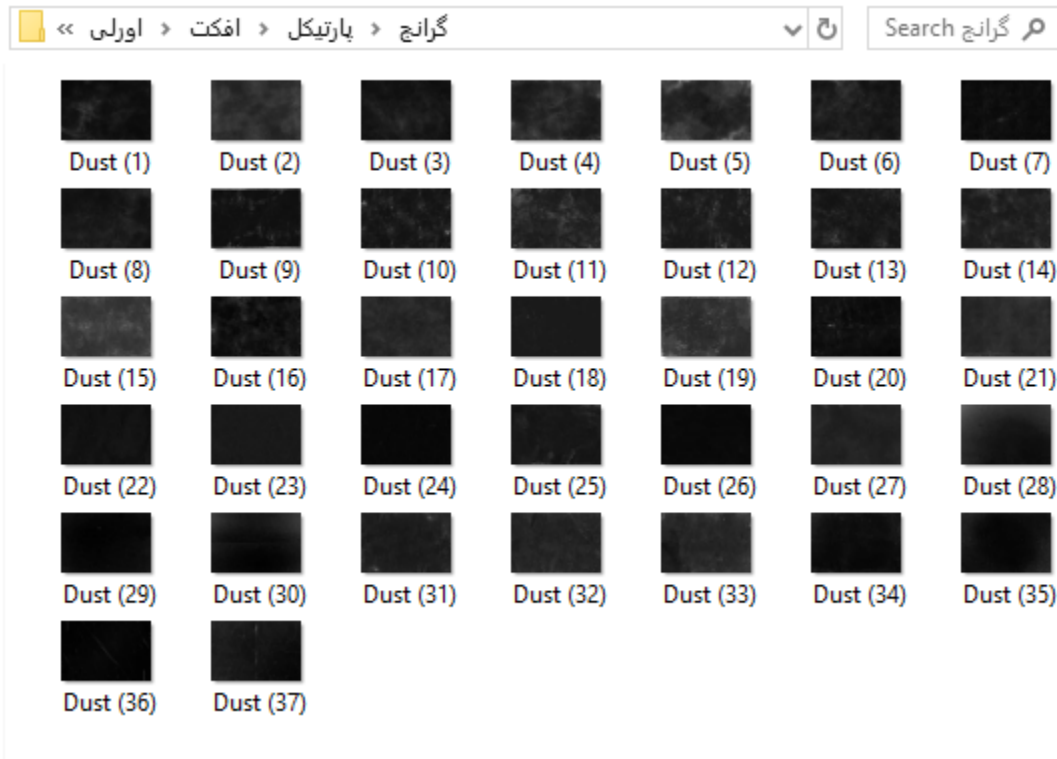 « اورلی › افکت › پارتیکل › گرانچ
Search گرانچ
Dust (1) Dust (2) Dust (3) Dust (4) Dust (5) Dust (6) Dust (7)
Dust (8) Dust (9) Dust (10) Dust (11) Dust (12) Dust (13) Dust (14)
Dust (15) Dust (16) Dust (17) Dust (18) Dust (19) Dust (20) Dust (21)
Dust (22) Dust (23) Dust (24) Dust (25) Dust (26) Dust (27) Dust (28)
Dust (29) Dust (30) Dust (31) Dust (32) Dust (33) Dust (34) Dust (35)
Dust (36) Dust (37)